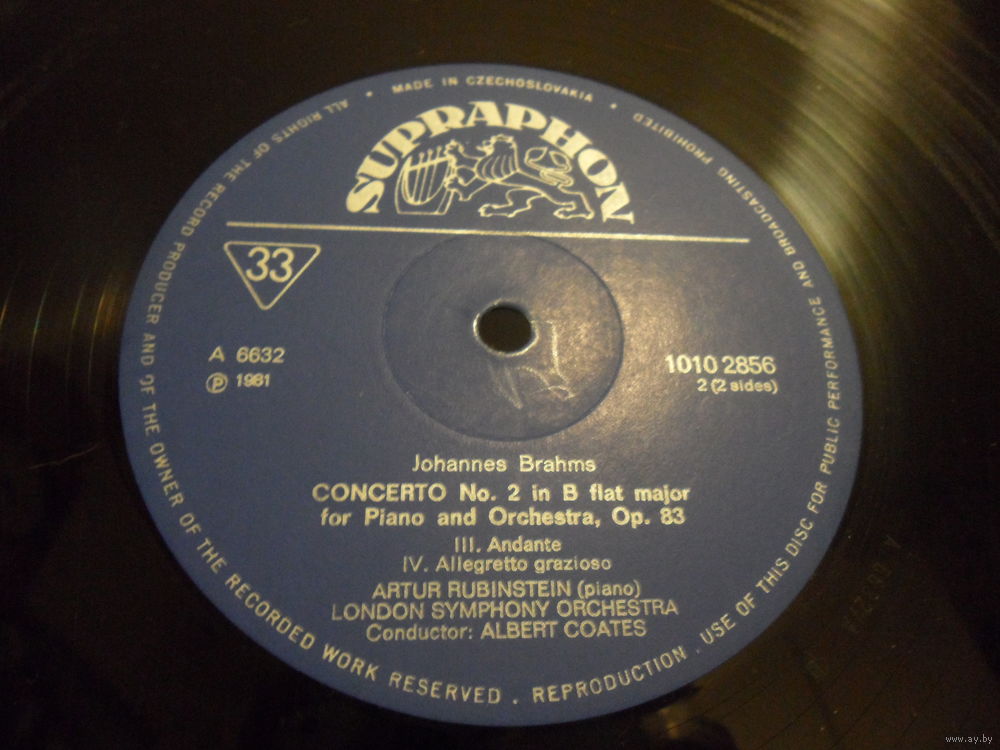 MADE IN CZECHOSLOVAKIA
SUPRAPHON
33
A 6632
Ⓟ 1981
1010 2856
2 (2 sides)
Johannes Brahms
CONCERTO No. 2 in B flat major
for Piano and Orchestra, Op. 83
III. Andante
IV. Allegretto grazioso
ARTUR RUBINSTEIN (piano)
LONDON SYMPHONY ORCHESTRA
Conductor: ALBERT COATES
ALL RIGHTS OF THE RECORD PRODUCER AND OF THE OWNER OF THE RECORDED WORK RESERVED . REPRODUCTION . USE OF THIS DISC FOR PUBLIC PERFORMANCE AND BROADCASTING PROHIBITED
www.ay.by